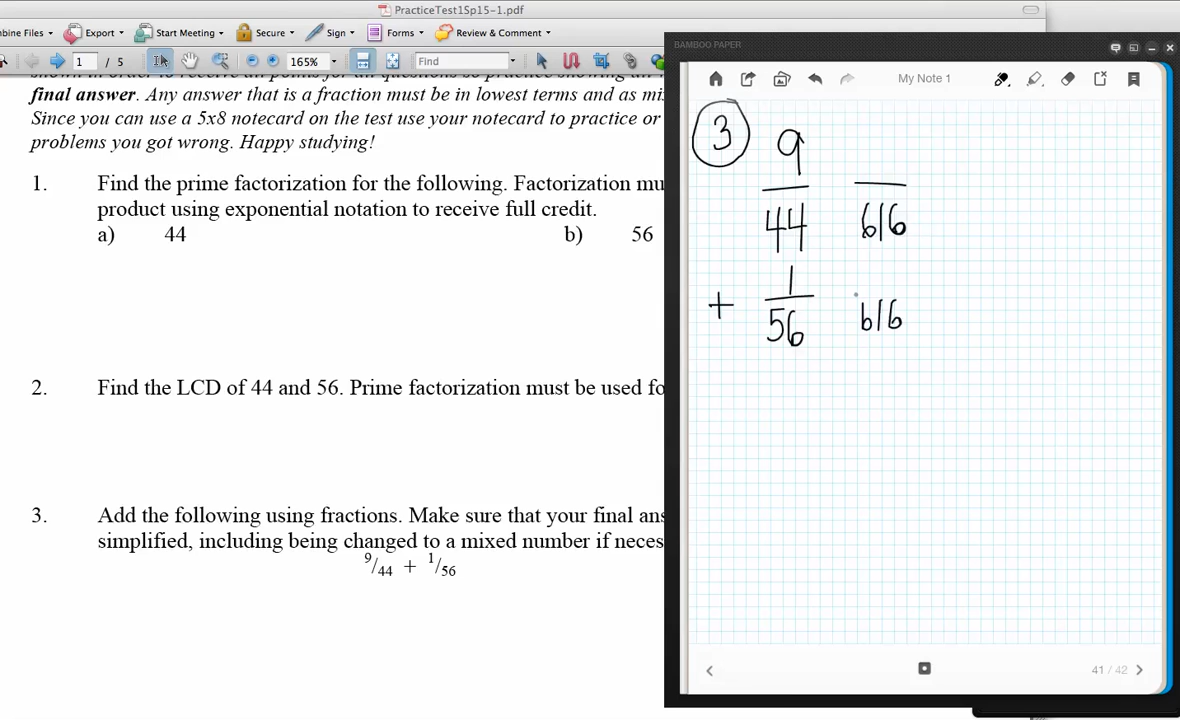 PracticeTest1Sp15-1.pdf
bine Files Export Start Meeting Secure Sign Forms Review & Comment
1 / 5 165% Find
final answer. Any answer that is a fraction must be in lowest terms and as mi
Since you can use a 5x8 notecard on the test use your notecard to practice or
problems you got wrong. Happy studying!
1. Find the prime factorization for the following. Factorization mu
product using exponential notation to receive full credit.
a) 44 b) 56
2. Find the LCD of 44 and 56. Prime factorization must be used fo
3. Add the following using fractions. Make sure that your final ans
simplified, including being changed to a mixed number if neces
9/44 + 1/56
BAMBOO PAPER
My Note 1
3 9
44 616
1
+ 56 616
41 / 42